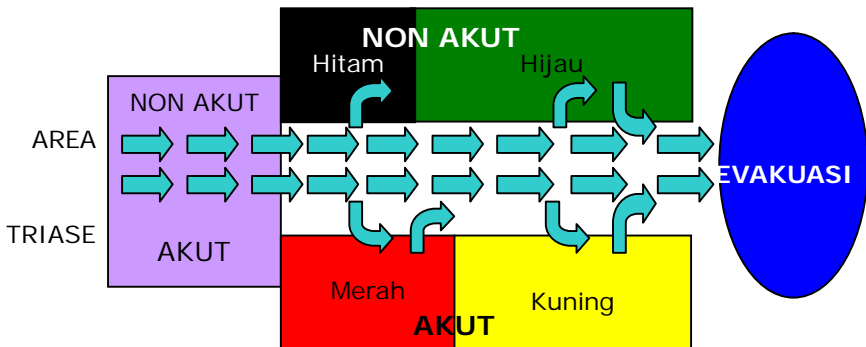 NON AKUT
Hitam
Hijau
NON AKUT
AREA
EVAKUASI
TRIASE
AKUT
Merah
Kuning
AKUT